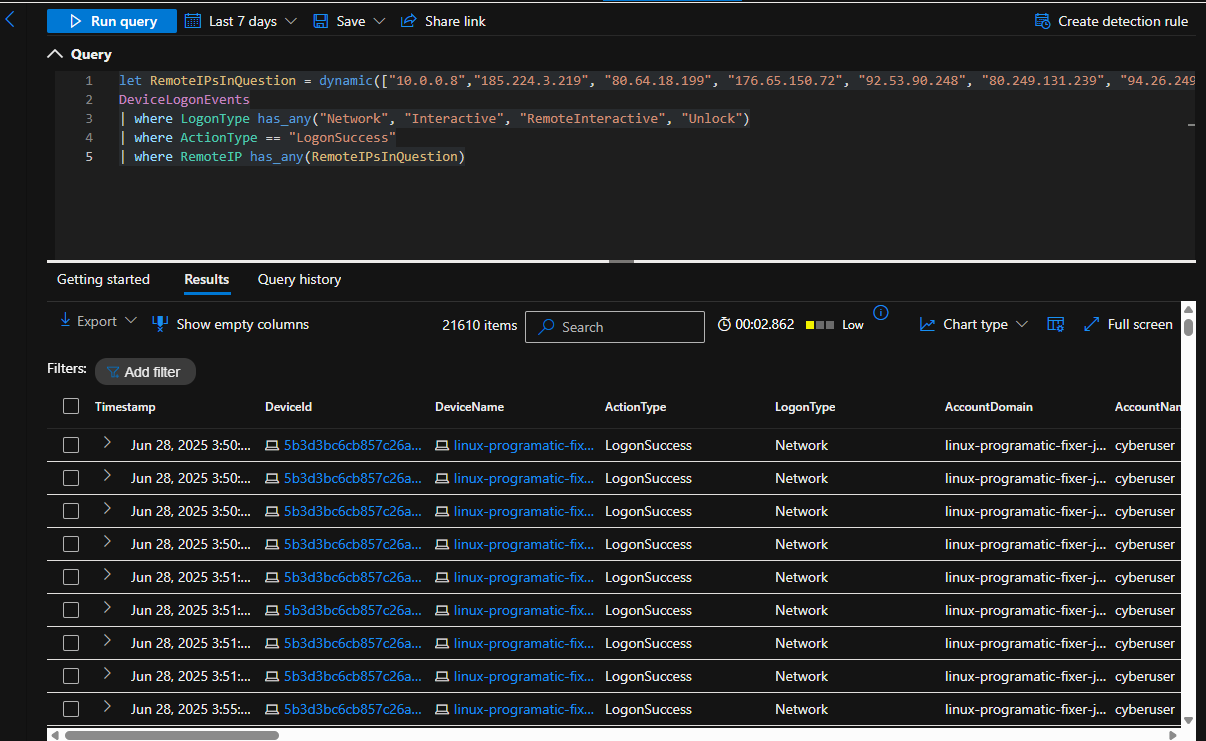 Run query Last 7 days Save Share link Create detection rule
Query
1 let RemoteIPsInQuestion = dynamic(["10.0.0.8","185.224.3.219", "80.64.18.199", "176.65.150.72", "92.53.90.248", "80.249.131.239", "94.26.249
2 DeviceLogonEvents
3 | where LogonType has_any("Network", "Interactive", "RemoteInteractive", "Unlock")
4 | where ActionType == "LogonSuccess"
5 | where RemoteIP has_any(RemoteIPsInQuestion)
Getting started Results Query history
Export Show empty columns 21610 items Search 00:02.862 Low Chart type Full screen
Filters: Add filter
Timestamp DeviceId DeviceName ActionType LogonType AccountDomain AccountNam
Jun 28, 2025 3:50:... 5b3d3bc6cb857c26a... linux-programatic-fix... LogonSuccess Network linux-programatic-fixer-j... cyberuser
Jun 28, 2025 3:50:... 5b3d3bc6cb857c26a... linux-programatic-fix... LogonSuccess Network linux-programatic-fixer-j... cyberuser
Jun 28, 2025 3:50:... 5b3d3bc6cb857c26a... linux-programatic-fix... LogonSuccess Network linux-programatic-fixer-j... cyberuser
Jun 28, 2025 3:50:... 5b3d3bc6cb857c26a... linux-programatic-fix... LogonSuccess Network linux-programatic-fixer-j... cyberuser
Jun 28, 2025 3:51:... 5b3d3bc6cb857c26a... linux-programatic-fix... LogonSuccess Network linux-programatic-fixer-j... cyberuser
Jun 28, 2025 3:51:... 5b3d3bc6cb857c26a... linux-programatic-fix... LogonSuccess Network linux-programatic-fixer-j... cyberuser
Jun 28, 2025 3:51:... 5b3d3bc6cb857c26a... linux-programatic-fix... LogonSuccess Network linux-programatic-fixer-j... cyberuser
Jun 28, 2025 3:51:... 5b3d3bc6cb857c26a... linux-programatic-fix... LogonSuccess Network linux-programatic-fixer-j... cyberuser
Jun 28, 2025 3:55:... 5b3d3bc6cb857c26a... linux-programatic-fix... LogonSuccess Network linux-programatic-fixer-j... cyberuser